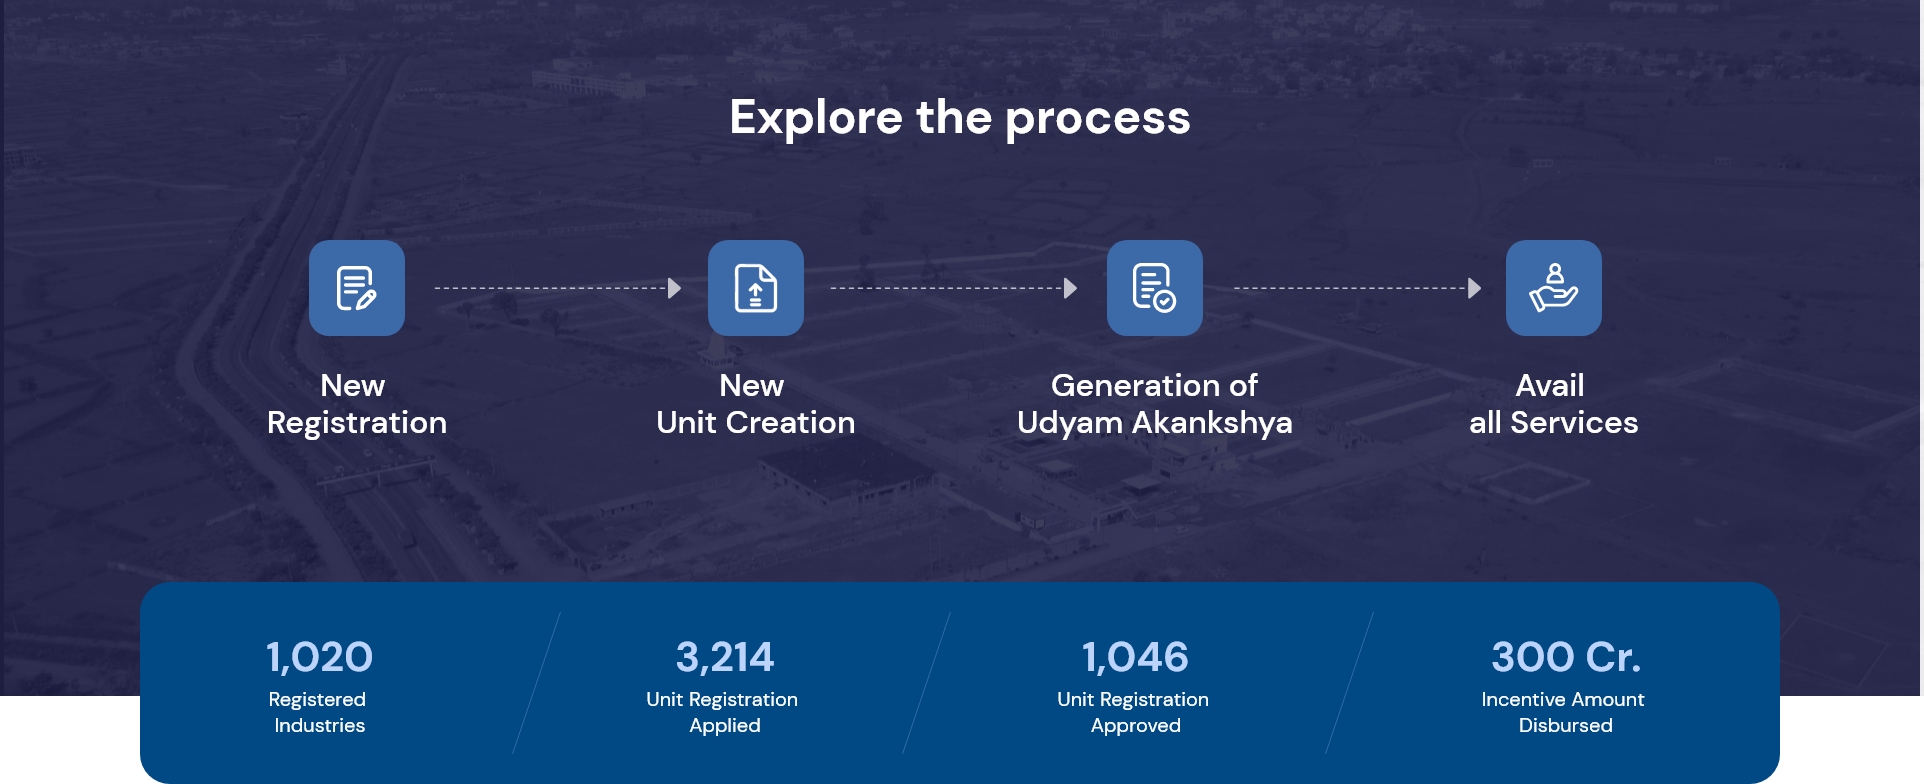 Explore the process
New
Registration
New
Unit Creation
Generation of
Udyam Akankshya
Avail
all Services
1,020
Registered
Industries
3,214
Unit Registration
Applied
1,046
Unit Registration
Approved
300 Cr.
Incentive Amount
Disbursed